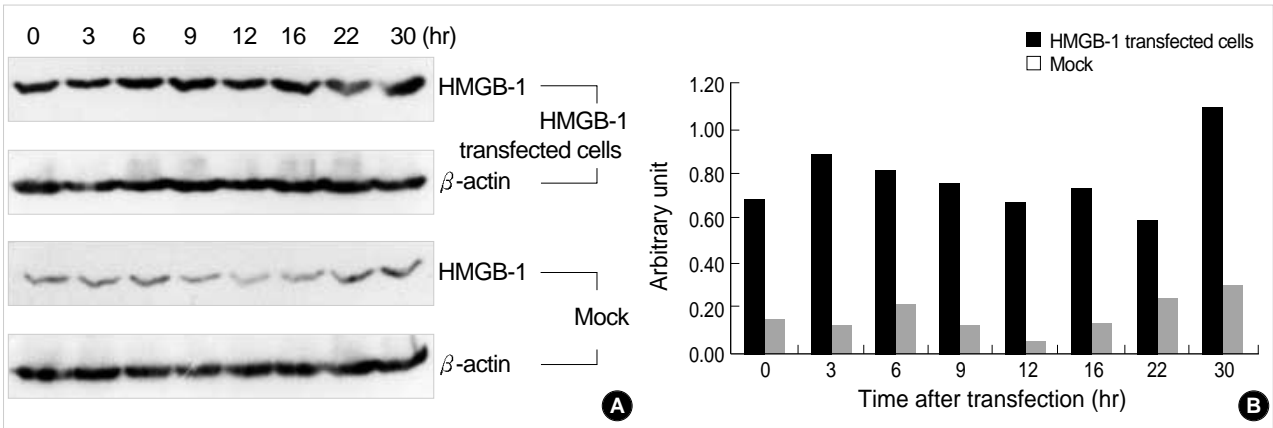 0 3 6 9 12 16 22 30 (hr)
HMGB-1
HMGB-1
transfected cells
β-actin
HMGB-1
Mock
β-actin
A
HMGB-1 transfected cells
Mock
1.20
1.00
0.80
0.60
0.40
0.20
0.00
Arbitrary unit
0 3 6 9 12 16 22 30
Time after transfection (hr)
B